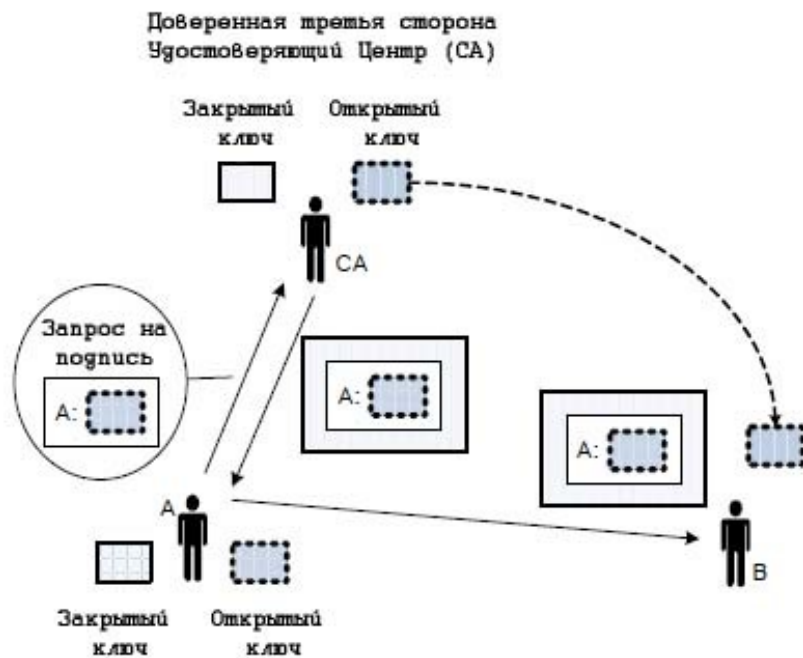 Доверенная третья сторона
Удостоверяющий Центр (CA)
Закрытый ключ
Открытый ключ
CA
Запрос на
подпись
A:
A:
A:
A
B
Закрытый ключ
Открытый ключ